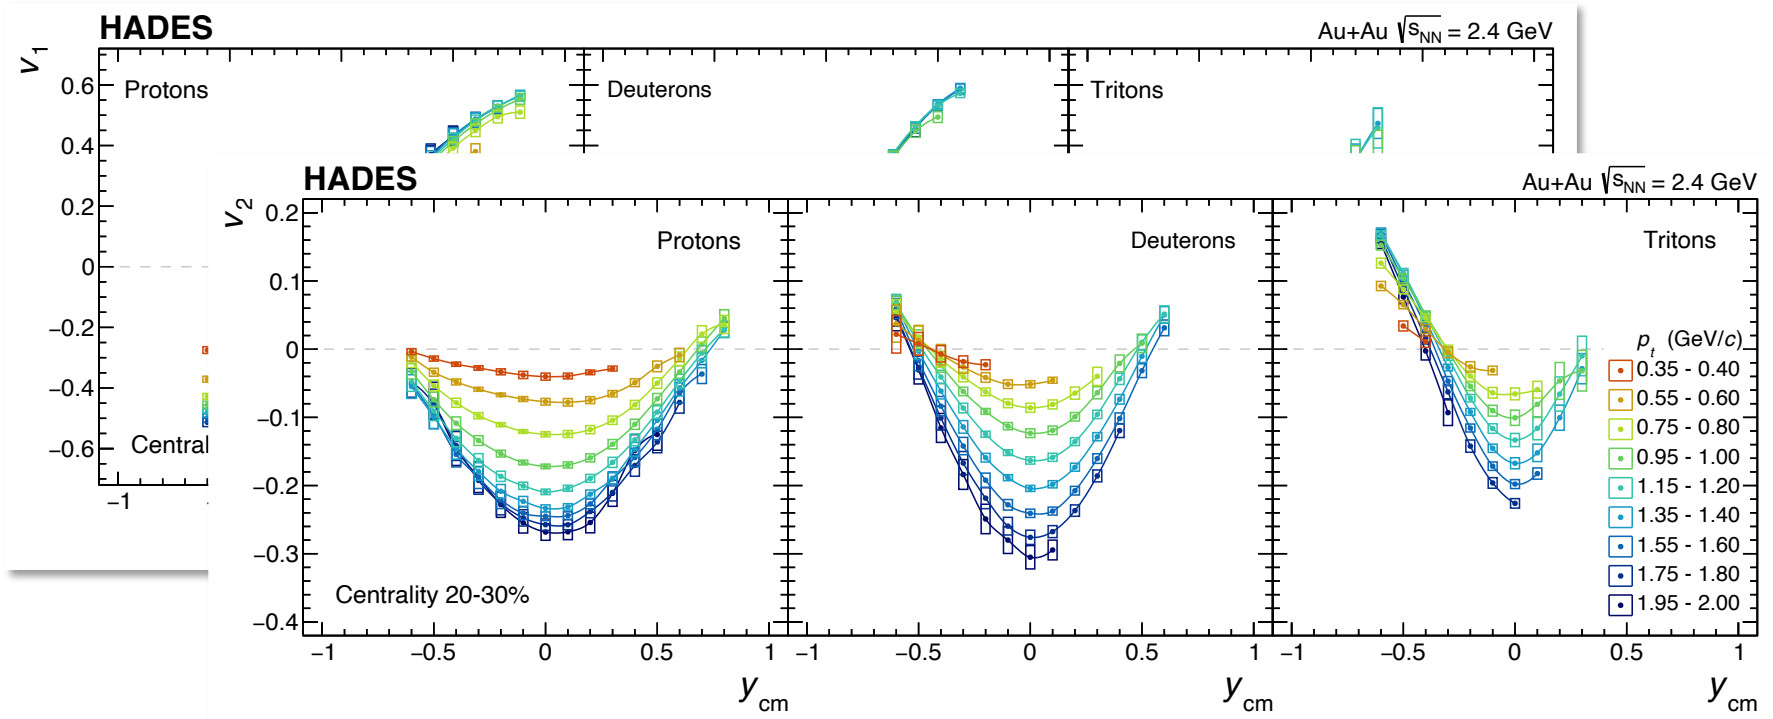 HADES
Au+Au √sNN = 2.4 GeV
v1
Protons
Deuterons
Tritons
0.6
0.4
0.2
0
−0.2
−0.4
−0.6
Central
−1
HADES
Au+Au √sNN = 2.4 GeV
v2
Protons
Deuterons
Tritons
0.2
0.1
0
−0.1
−0.2
−0.3
−0.4
Centrality 20-30%
pt (GeV/c)
0.35 - 0.40
0.55 - 0.60
0.75 - 0.80
0.95 - 1.00
1.15 - 1.20
1.35 - 1.40
1.55 - 1.60
1.75 - 1.80
1.95 - 2.00
−1 −0.5 0 0.5 1 −1 −0.5 0 0.5 −1 −0.5 0 0.5 1
ycm ycm ycm